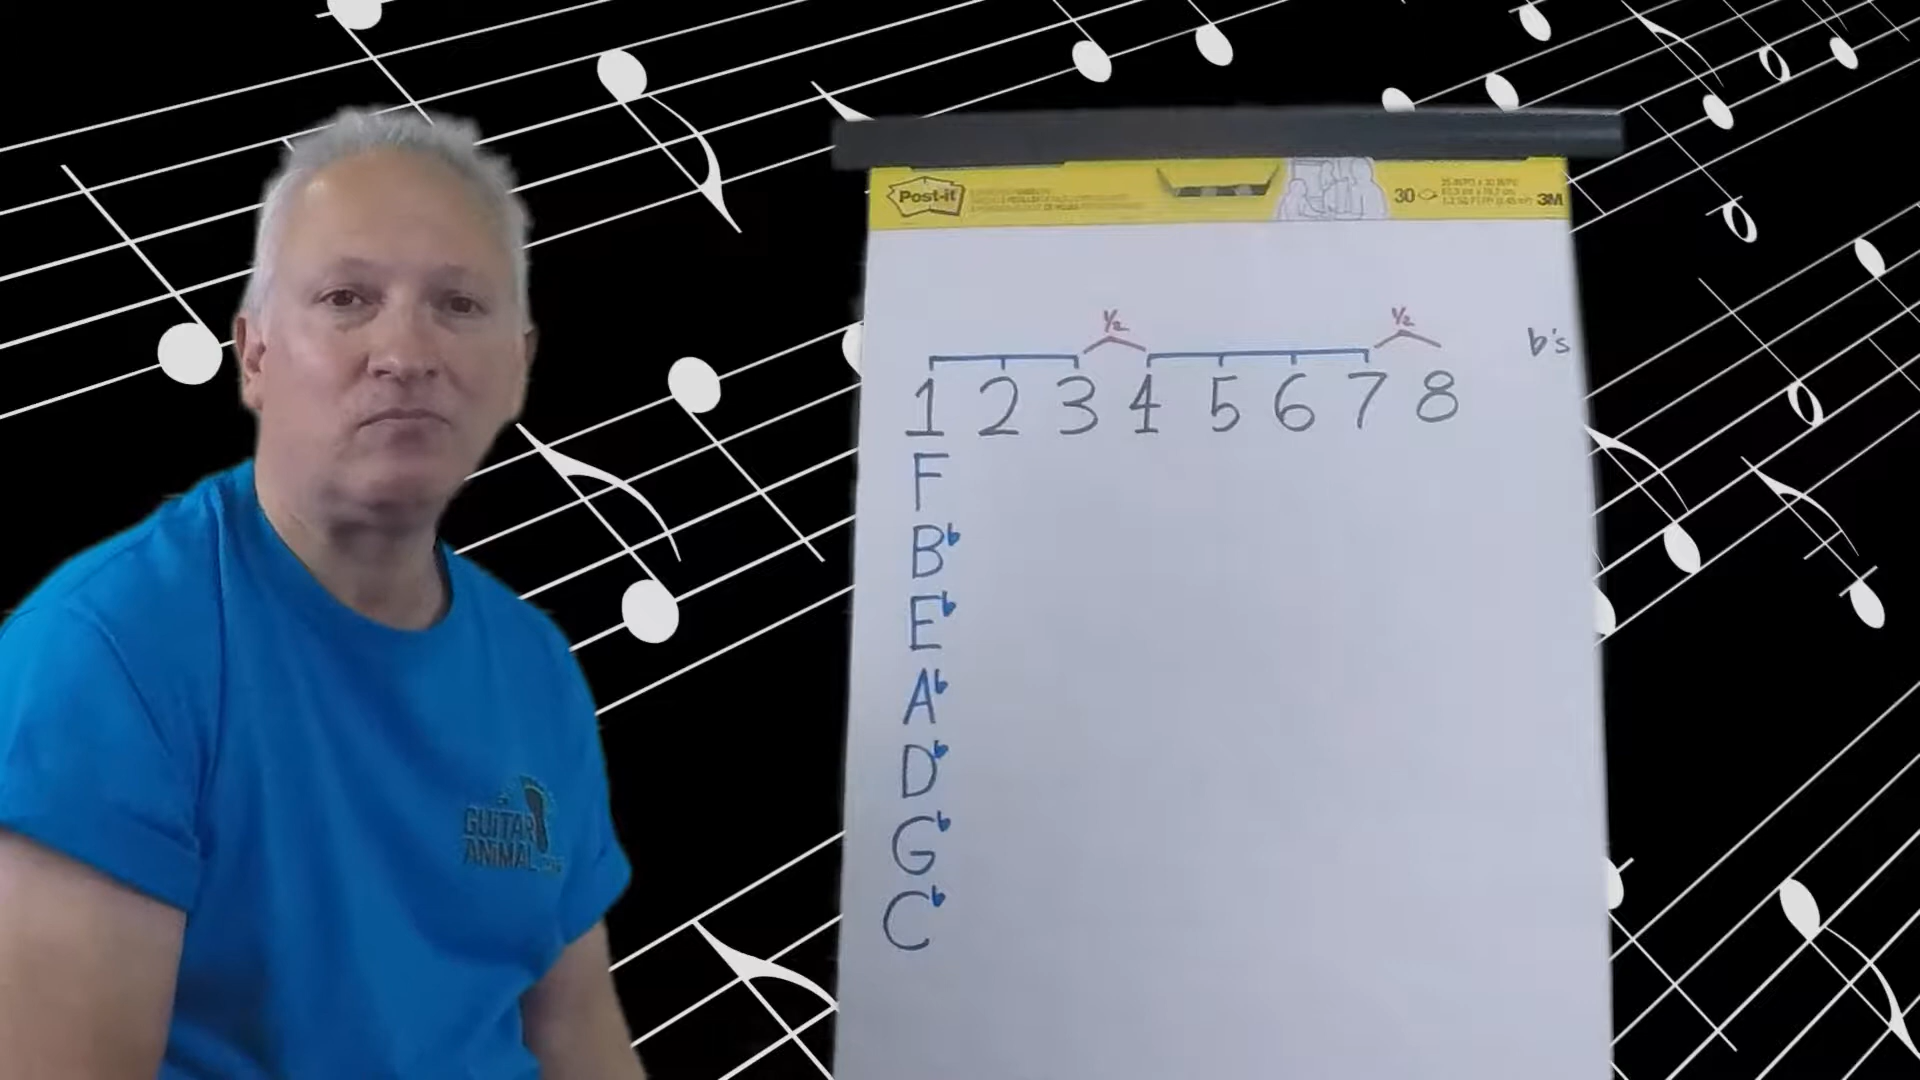 Post-it
30
3M
1/2 1/2
b's
1 2 3 4 5 6 7 8
F
B♭
E♭
A♭
D♭
G♭
C♭
GUITAR
ANIMAL